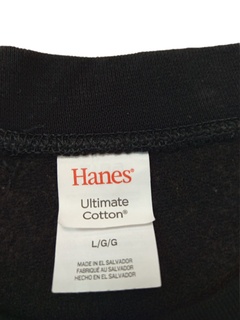 Hanes®
Ultimate
Cotton®
L/G/G
MADE IN EL SALVADOR
FABRIQUÉ AU SALVADOR
HECHO EN EL SALVADOR